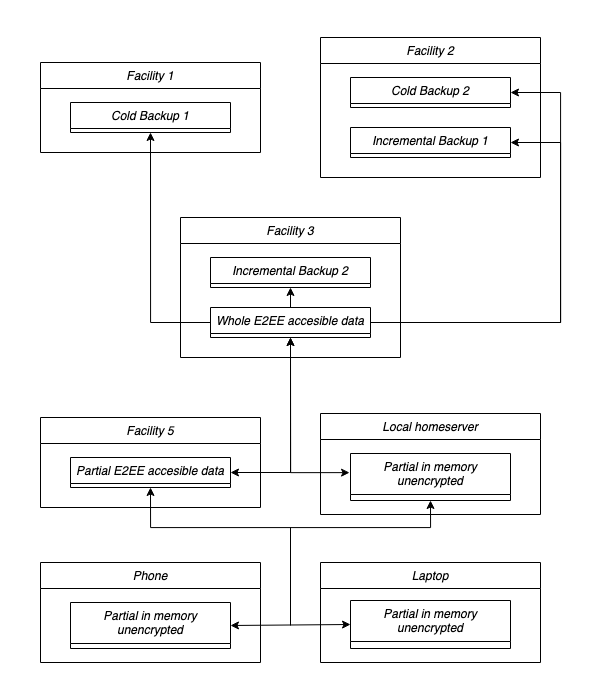 Facility 1
Cold Backup 1
Facility 2
Cold Backup 2
Incremental Backup 1
Facility 3
Incremental Backup 2
Whole E2EE accesible data
Facility 5
Partial E2EE accesible data
Local homeserver
Partial in memory
unencrypted
Phone
Partial in memory
unencrypted
Laptop
Partial in memory
unencrypted